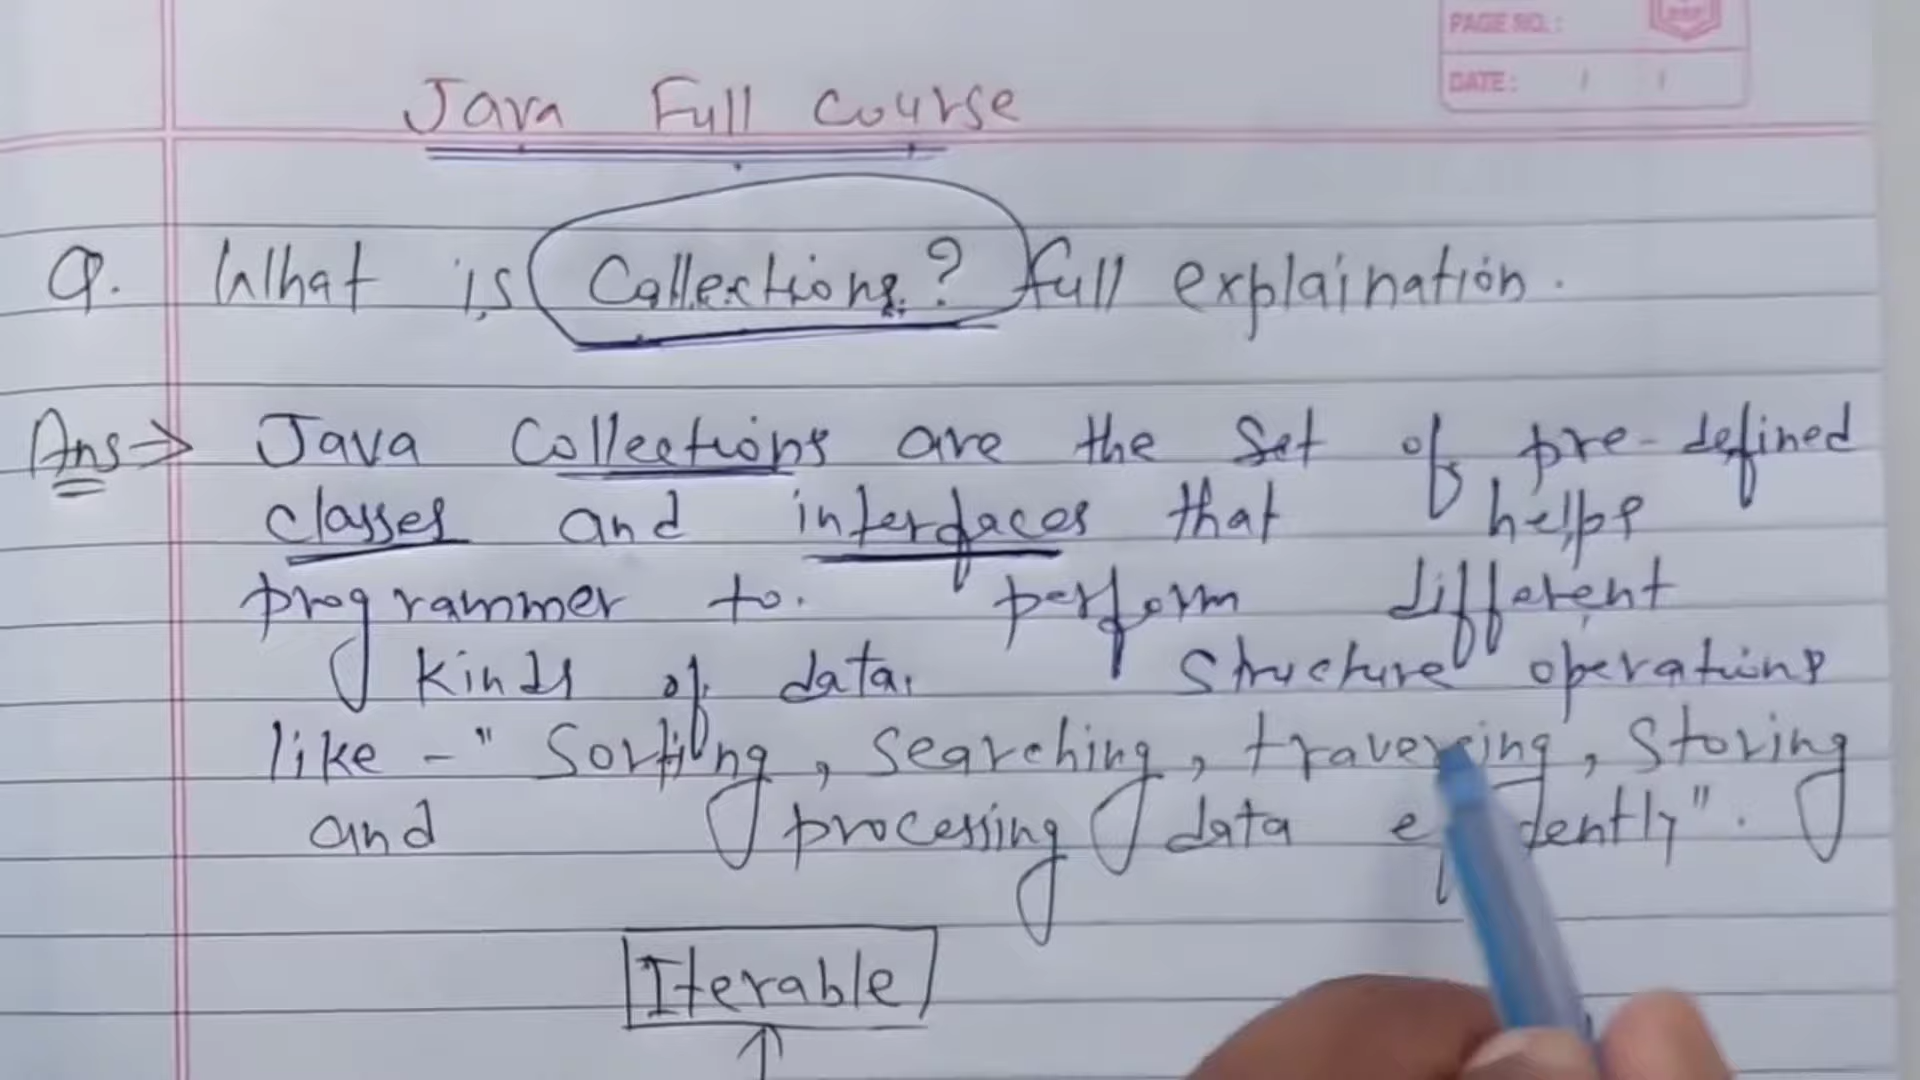 PAGE NO.:
DATE: / /
Java Full Course
Q. What is Collections? full explaination.
Ans → Java Collections are the set of pre-defined
classes and interfaces that helps
programmer to perform different
kinds of data structure operations
like - " Sorting, searching, traversing, storing
and processing data dently".
Iterable